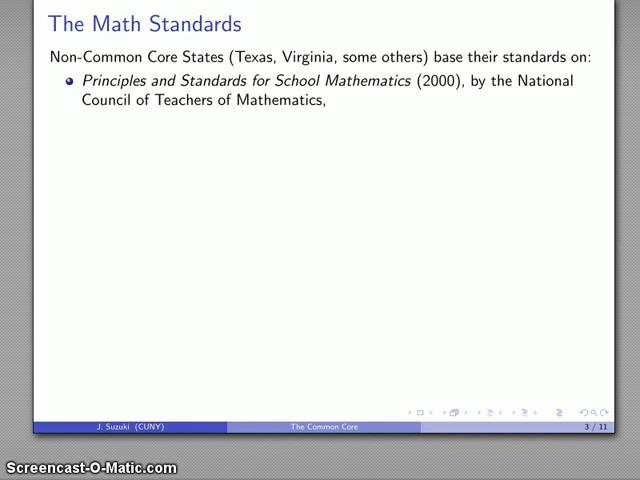 The Math Standards
Non-Common Core States (Texas, Virginia, some others) base their standards on:
Principles and Standards for School Mathematics (2000), by the National
Council of Teachers of Mathematics,
J. Suzuki (CUNY)
The Common Core
3 / 11
Screencast-O-Matic.com